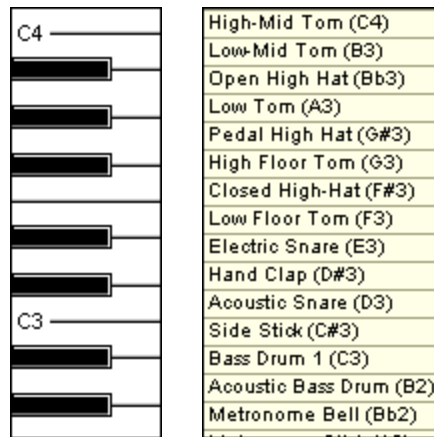 C4
C3
High-Mid Tom (C4)
Low-Mid Tom (B3)
Open High Hat (Bb3)
Low Tom (A3)
Pedal High Hat (G#3)
High Floor Tom (G3)
Closed High-Hat (F#3)
Low Floor Tom (F3)
Electric Snare (E3)
Hand Clap (D#3)
Acoustic Snare (D3)
Side Stick (C#3)
Bass Drum 1 (C3)
Acoustic Bass Drum (B2)
Metronome Bell (Bb2)